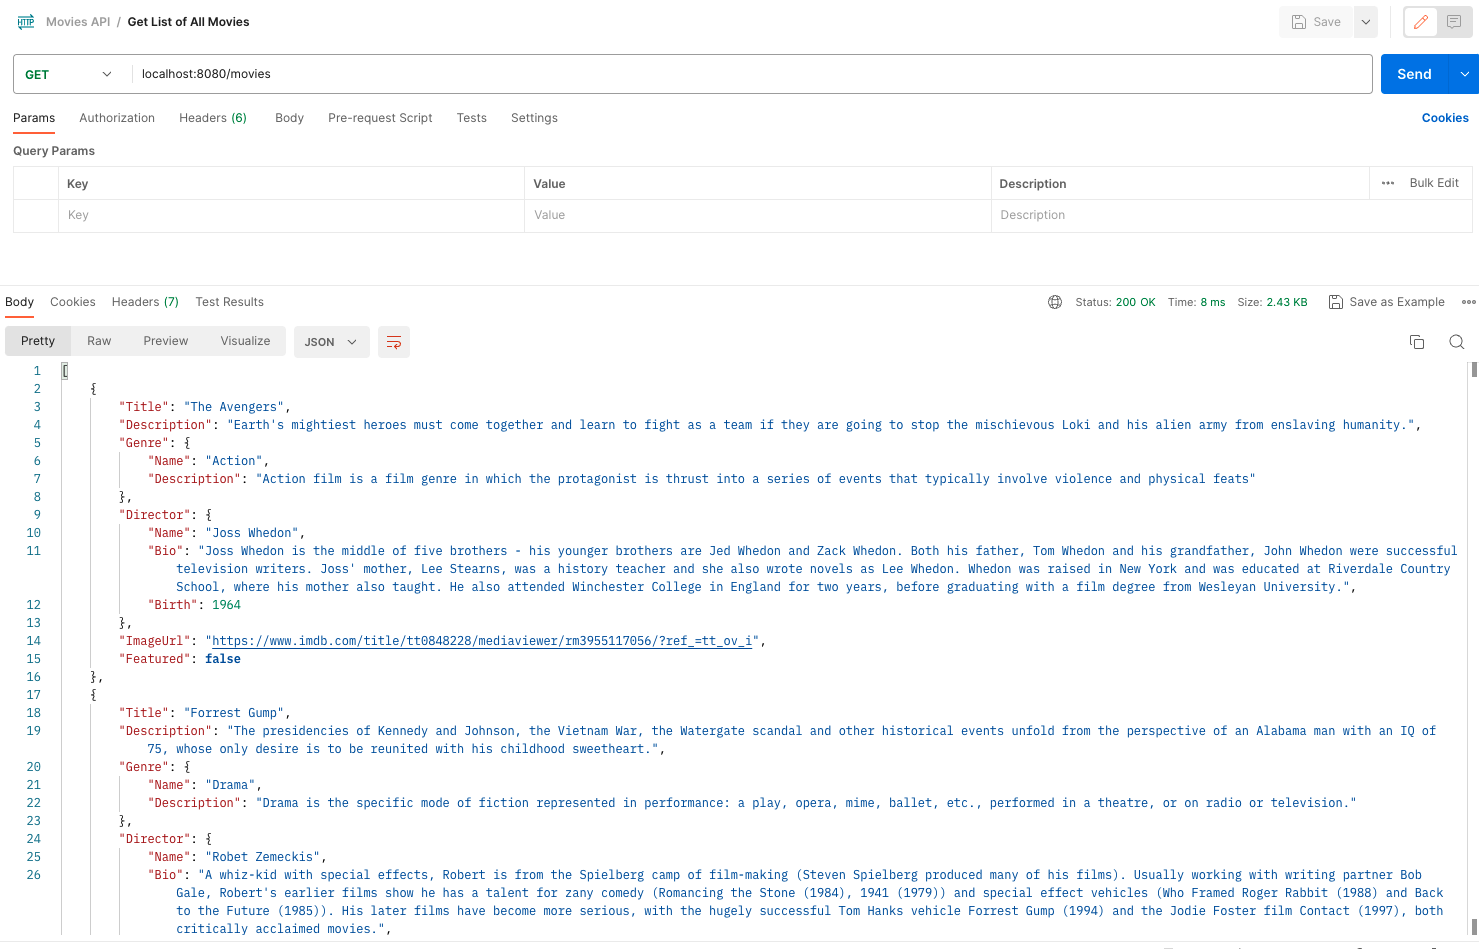 HTTP Movies API / Get List of All Movies Save
GET localhost:8080/movies Send
Params Authorization Headers (6) Body Pre-request Script Tests Settings Cookies
Query Params
Key Value Description Bulk Edit
Key Value Description
Body Cookies Headers (7) Test Results Status: 200 OK Time: 8 ms Size: 2.43 KB Save as Example
Pretty Raw Preview Visualize JSON
1 [
2 {
3 "Title": "The Avengers",
4 "Description": "Earth's mightiest heroes must come together and learn to fight as a team if they are going to stop the mischievous Loki and his alien army from enslaving humanity.",
5 "Genre": {
6 "Name": "Action",
7 "Description": "Action film is a film genre in which the protagonist is thrust into a series of events that typically involve violence and physical feats"
8 },
9 "Director": {
10 "Name": "Joss Whedon",
11 "Bio": "Joss Whedon is the middle of five brothers - his younger brothers are Jed Whedon and Zack Whedon. Both his father, Tom Whedon and his grandfather, John Whedon were successful
television writers. Joss' mother, Lee Stearns, was a history teacher and she also wrote novels as Lee Whedon. Whedon was raised in New York and was educated at Riverdale Country
School, where his mother also taught. He also attended Winchester College in England for two years, before graduating with a film degree from Wesleyan University.",
12 "Birth": 1964
13 },
14 "ImageUrl": "https://www.imdb.com/title/tt0848228/mediaviewer/rm3955117056/?ref_=tt_ov_i",
15 "Featured": false
16 },
17 {
18 "Title": "Forrest Gump",
19 "Description": "The presidencies of Kennedy and Johnson, the Vietnam War, the Watergate scandal and other historical events unfold from the perspective of an Alabama man with an IQ of
75, whose only desire is to be reunited with his childhood sweetheart.",
20 "Genre": {
21 "Name": "Drama",
22 "Description": "Drama is the specific mode of fiction represented in performance: a play, opera, mime, ballet, etc., performed in a theatre, or on radio or television."
23 },
24 "Director": {
25 "Name": "Robet Zemeckis",
26 "Bio": "A whiz-kid with special effects, Robert is from the Spielberg camp of film-making (Steven Spielberg produced many of his films). Usually working with writing partner Bob
Gale, Robert's earlier films show he has a talent for zany comedy (Romancing the Stone (1984), 1941 (1979)) and special effect vehicles (Who Framed Roger Rabbit (1988) and Back
to the Future (1985)). His later films have become more serious, with the hugely successful Tom Hanks vehicle Forrest Gump (1994) and the Jodie Foster film Contact (1997), both
critically acclaimed movies.",